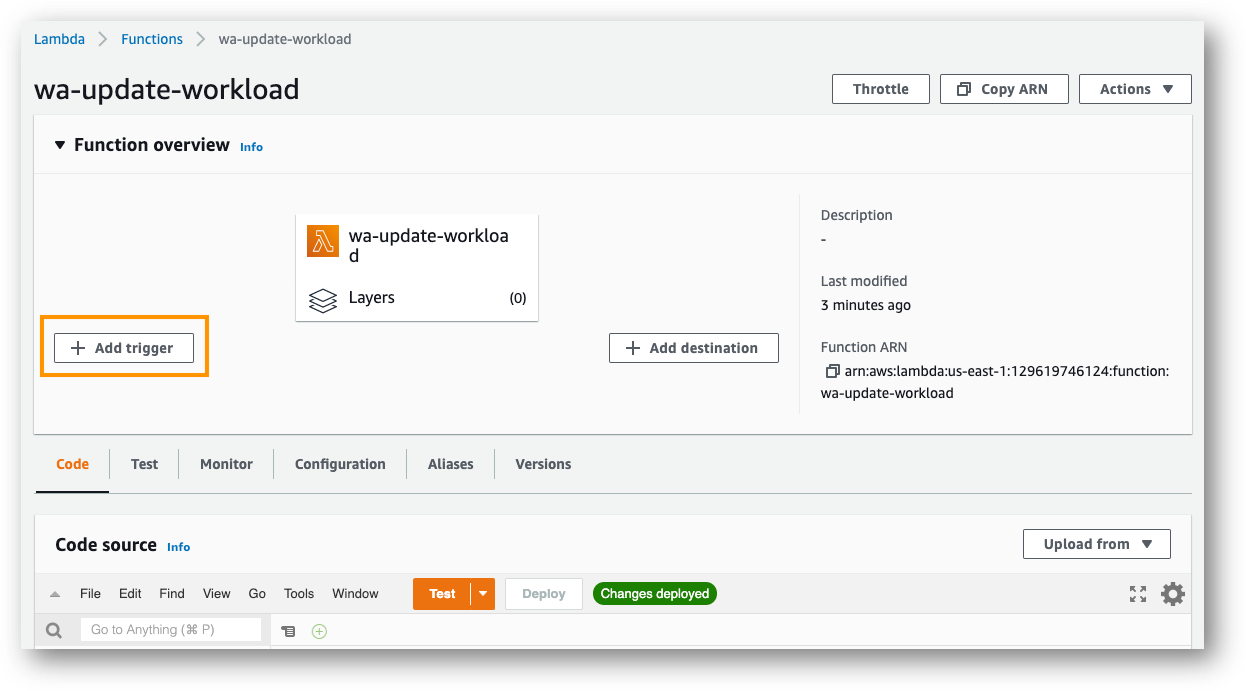 Lambda Functions wa-update-workload
wa-update-workload
Throttle Copy ARN Actions
Function overview Info
wa-update-workloa
d
Layers (0)
Add trigger
Add destination
Description
-
Last modified
3 minutes ago
Function ARN
arn:aws:lambda:us-east-1:129619746124:function:
wa-update-workload
Code Test Monitor Configuration Aliases Versions
Code source Info Upload from
File Edit Find View Go Tools Window Test Deploy Changes deployed
Go to Anything (⌘ P)